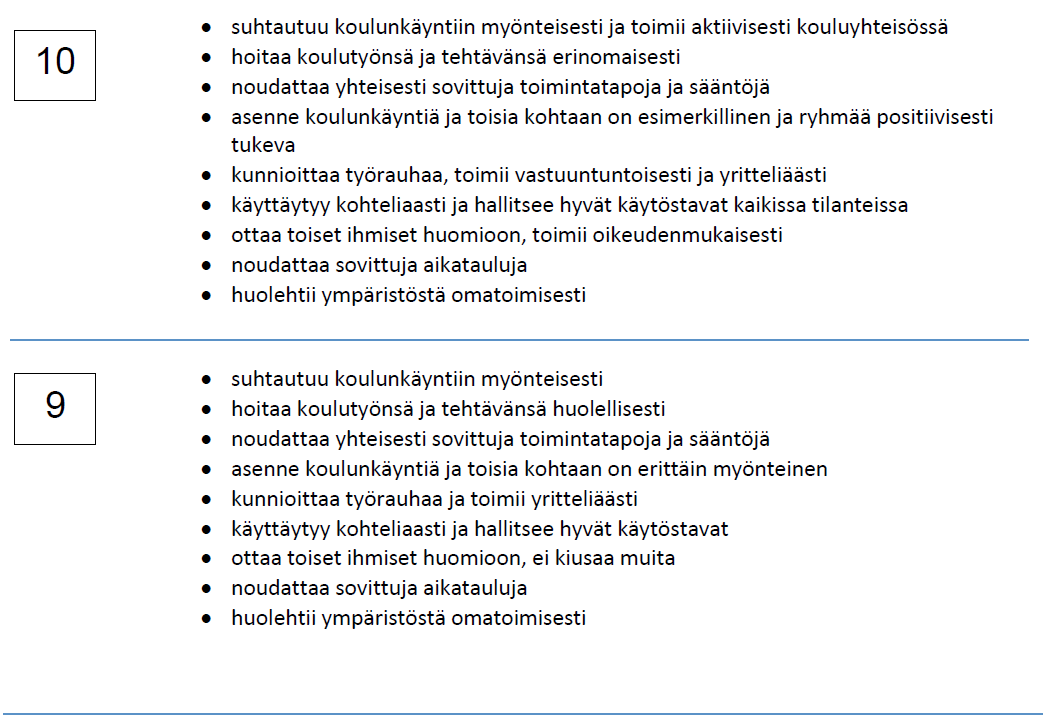 10
• suhtautuu koulunkäyntiin myönteisesti ja toimii aktiivisesti kouluyhteisössä
• hoitaa koulutyönsä ja tehtävänsä erinomaisesti
• noudattaa yhteisesti sovittuja toimintatapoja ja sääntöjä
• asenne koulunkäyntiä ja toisia kohtaan on esimerkillinen ja ryhmää positiivisesti
tukeva
• kunnioittaa työrauhaa, toimii vastuuntuntoisesti ja yritteliäästi
• käyttäytyy kohteliaasti ja hallitsee hyvät käytöstavat kaikissa tilanteissa
• ottaa toiset ihmiset huomioon, toimii oikeudenmukaisesti
• noudattaa sovittuja aikatauluja
• huolehtii ympäristöstä omatoimisesti
9
• suhtautuu koulunkäyntiin myönteisesti
• hoitaa koulutyönsä ja tehtävänsä huolellisesti
• noudattaa yhteisesti sovittuja toimintatapoja ja sääntöjä
• asenne koulunkäyntiä ja toisia kohtaan on erittäin myönteinen
• kunnioittaa työrauhaa ja toimii yritteliäästi
• käyttäytyy kohteliaasti ja hallitsee hyvät käytöstavat
• ottaa toiset ihmiset huomioon, ei kiusaa muita
• noudattaa sovittuja aikatauluja
• huolehtii ympäristöstä omatoimisesti